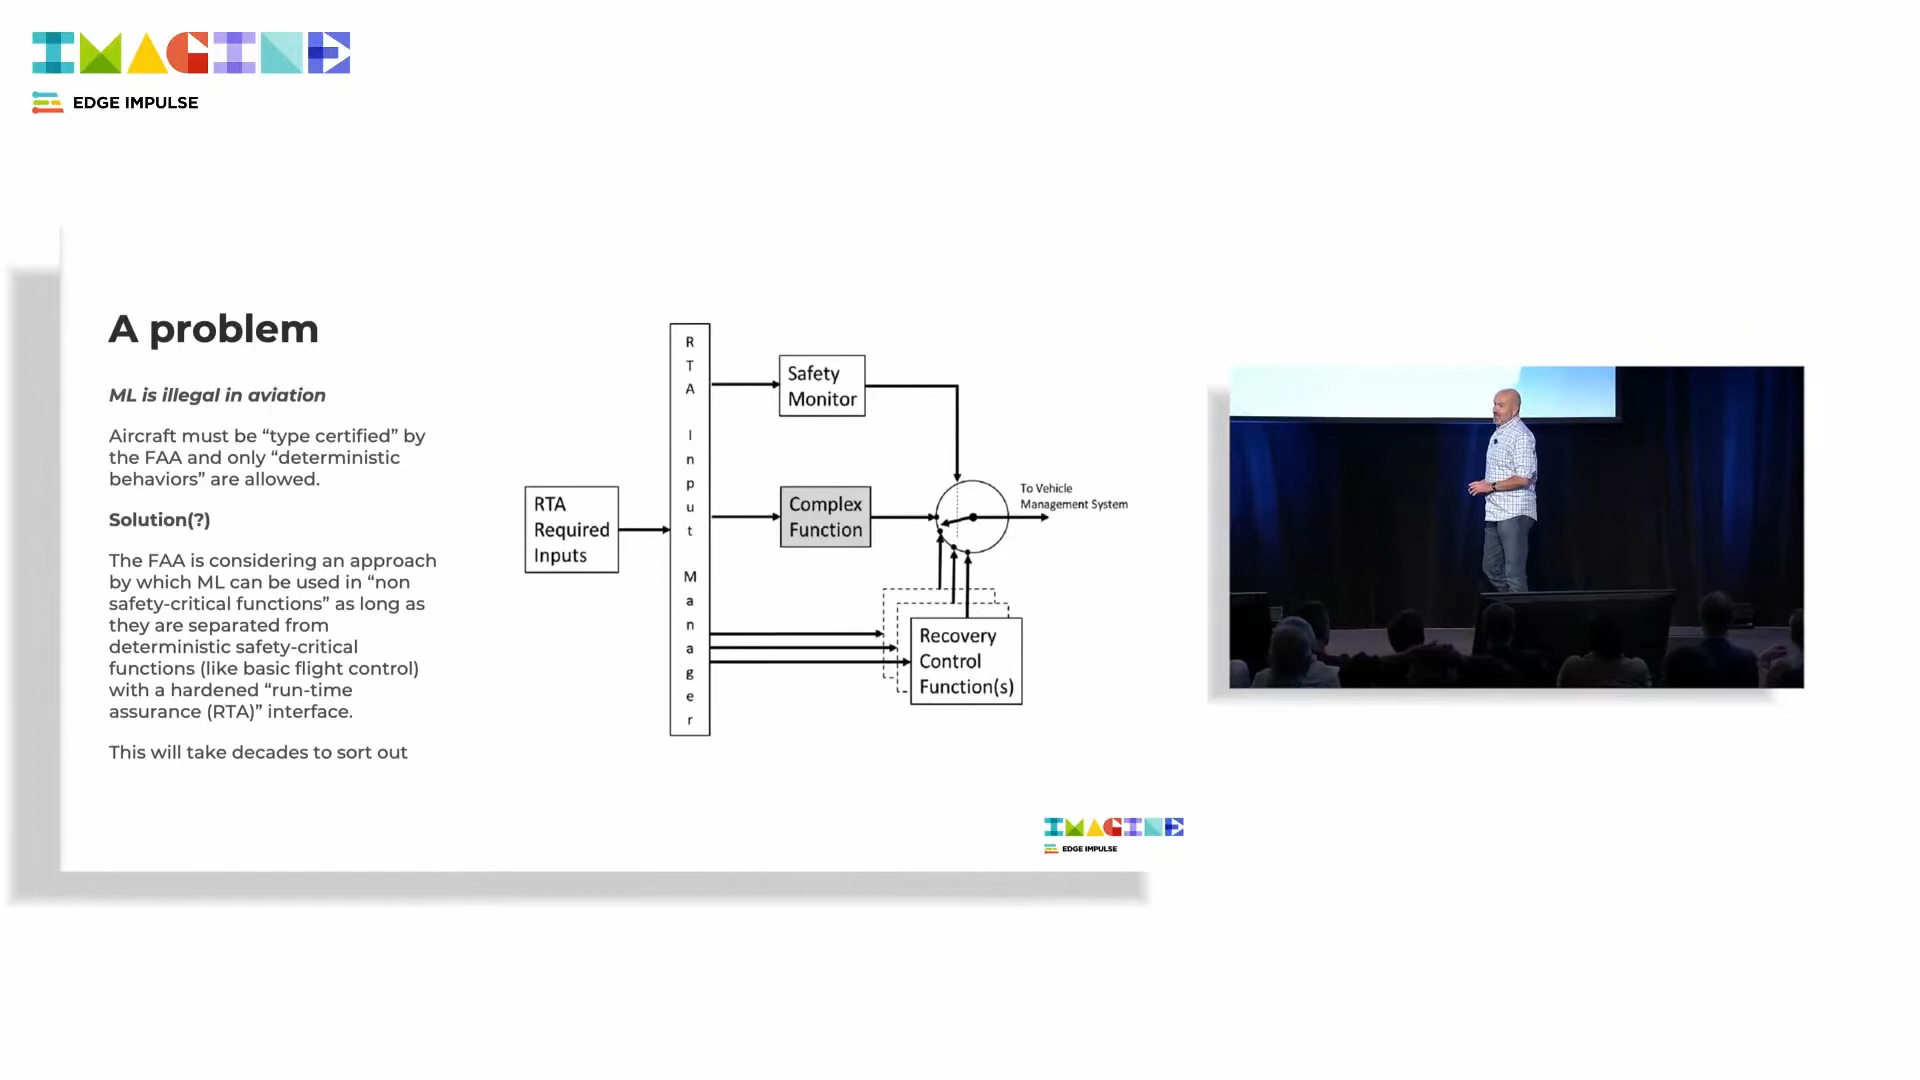 IMAGINE
EDGE IMPULSE
A problem
ML is illegal in aviation
Aircraft must be “type certified” by
the FAA and only “deterministic
behaviors” are allowed.
Solution(?)
The FAA is considering an approach
by which ML can be used in “non
safety-critical functions” as long as
they are separated from
deterministic safety-critical
functions (like basic flight control)
with a hardened “run-time
assurance (RTA)” interface.
This will take decades to sort out
RTA
Required
Inputs
RTA Input Manager
Safety
Monitor
Complex
Function
To Vehicle
Management System
Recovery
Control
Function(s)
IMAGINE
EDGE IMPULSE